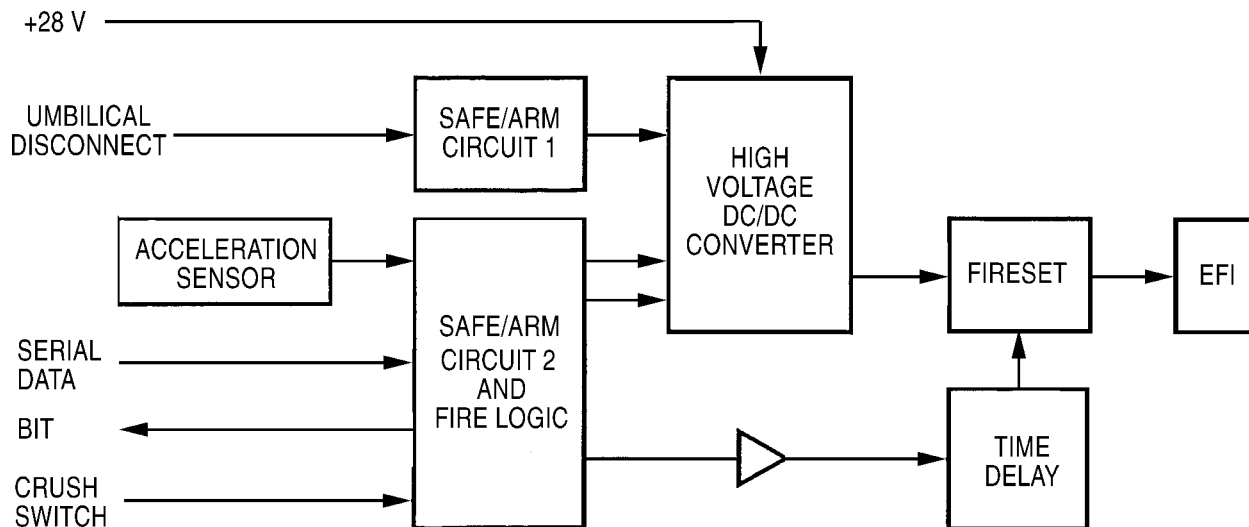 +28 V
UMBILICAL
DISCONNECT
SAFE/ARM
CIRCUIT 1
HIGH
VOLTAGE
DC/DC
CONVERTER
ACCELERATION
SENSOR
SAFE/ARM
CIRCUIT 2
AND
FIRE LOGIC
FIRESET
EFI
SERIAL
DATA
BIT
CRUSH
SWITCH
TIME
DELAY